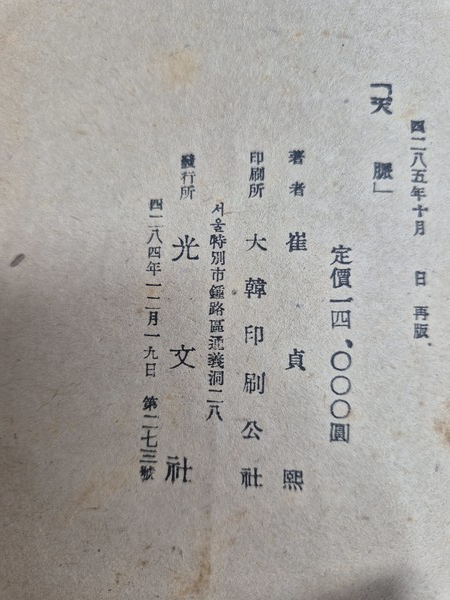 四二八五年十月 日 再版
「天脈」
定價一四、〇〇〇圓
著者 崔貞熙
印刷所 大韓印刷公社
서울特別市鍾路區通義洞二八
發行所 光文社
四二八四年一二月一九日 第二七三號